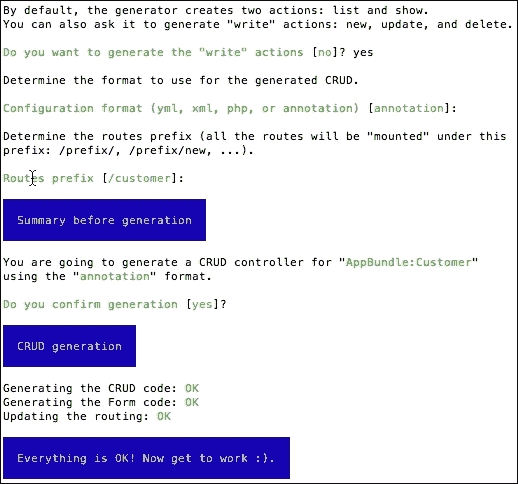 By default, the generator creates two actions: list and show.
You can also ask it to generate "write" actions: new, update, and delete.
Do you want to generate the "write" actions [no]? yes
Determine the format to use for the generated CRUD.
Configuration format (yml, xml, php, or annotation) [annotation]:
Determine the routes prefix (all the routes will be "mounted" under this
prefix: /prefix/, /prefix/new, ...).
Routes prefix [/customer]:
Summary before generation
You are going to generate a CRUD controller for "AppBundle:Customer"
using the "annotation" format.
Do you confirm generation [yes]?
CRUD generation
Generating the CRUD code: OK
Generating the Form code: OK
Updating the routing: OK
Everything is OK! Now get to work :).